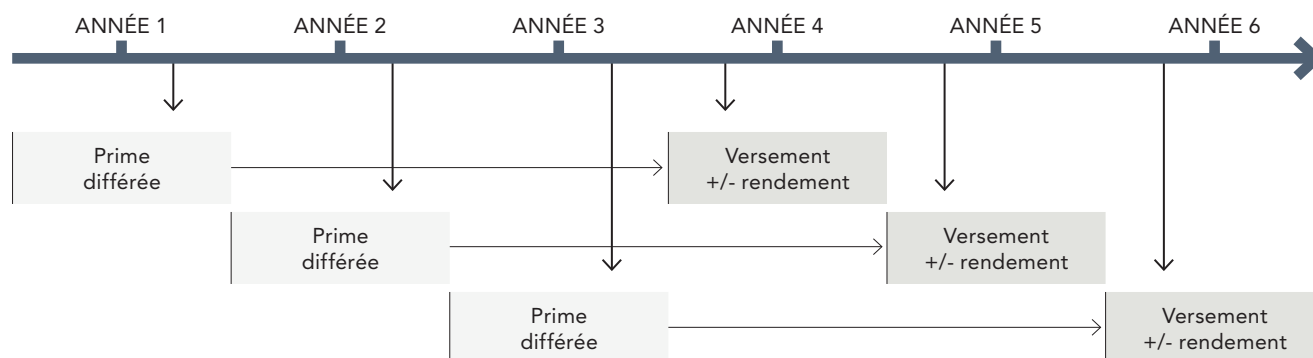 ANNÉE 1
ANNÉE 2
ANNÉE 3
ANNÉE 4
ANNÉE 5
ANNÉE 6
Prime
différée
Versement
+/- rendement
Prime
différée
Versement
+/- rendement
Prime
différée
Versement
+/- rendement